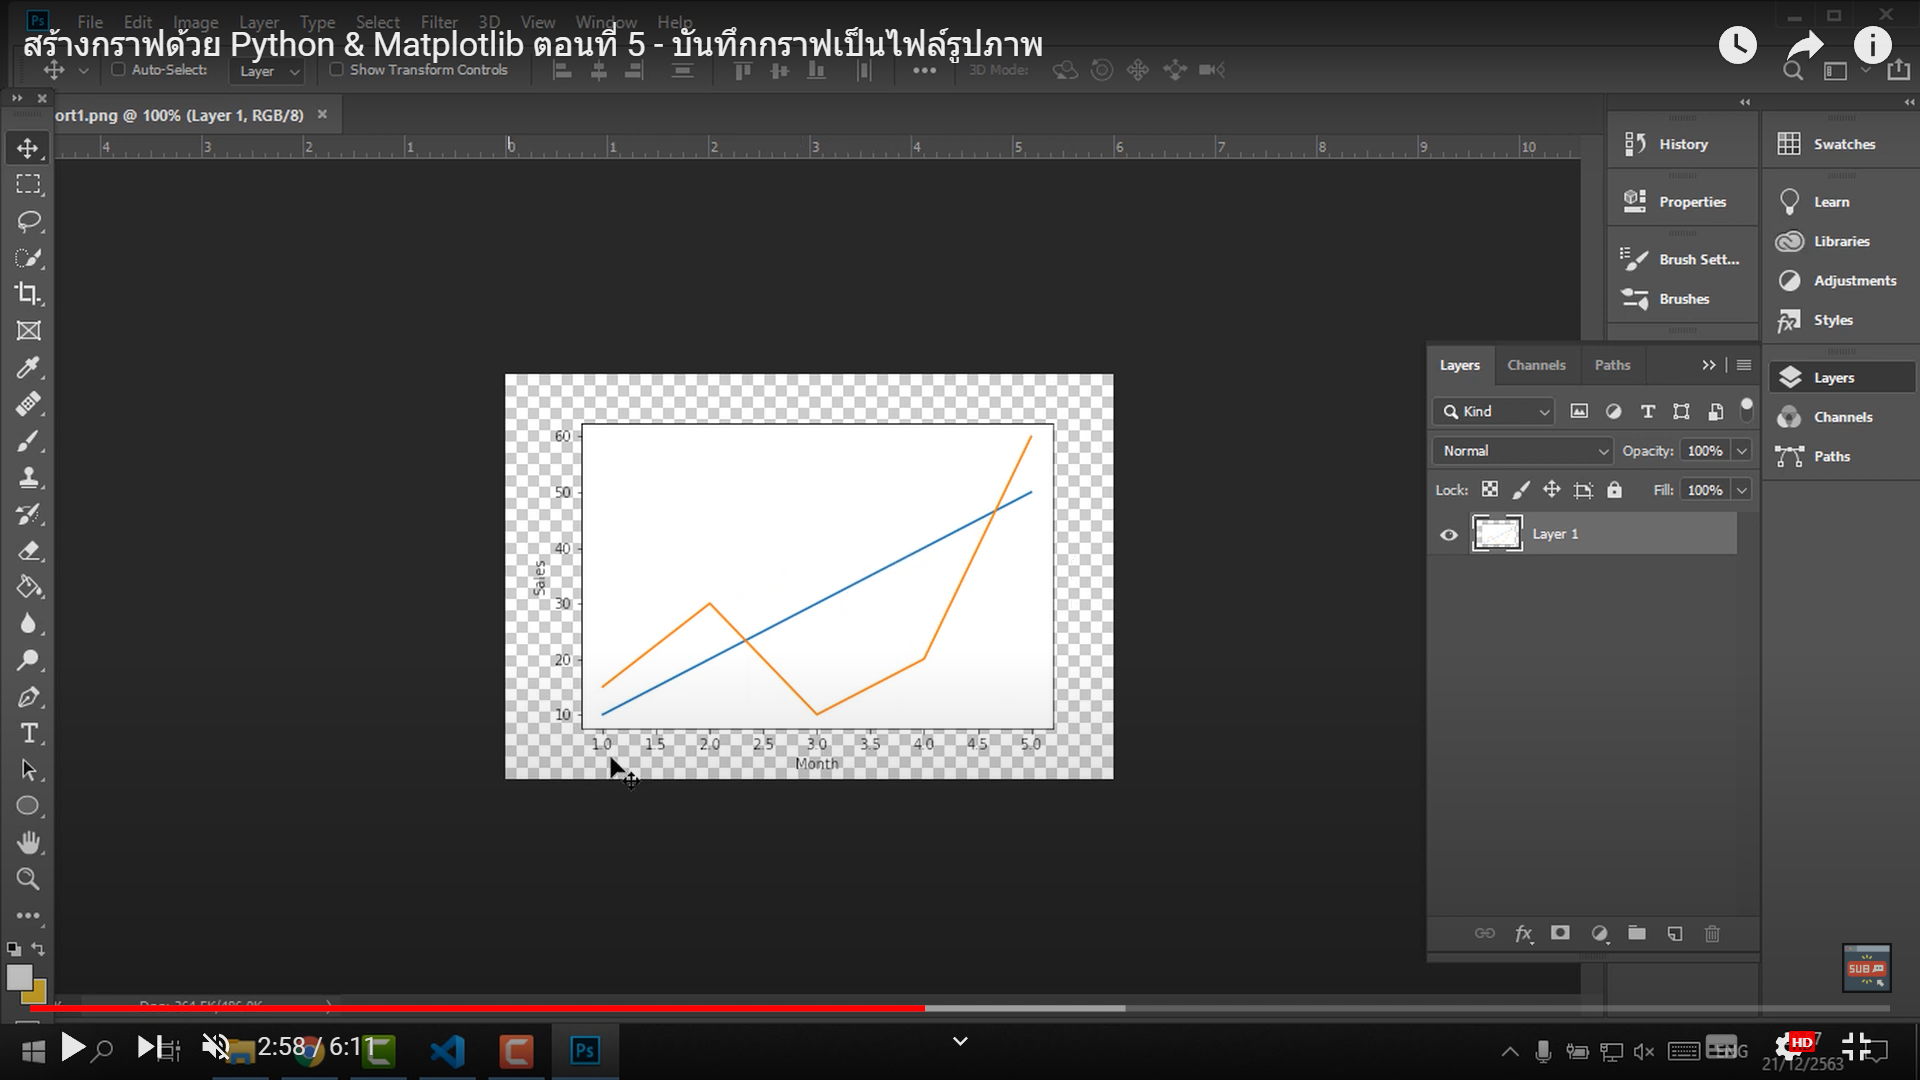 File Edit Image Layer Type Select Filter 3D View Window Help
สร้างกราฟด้วย Python & Matplotlib ตอนที่ 5 - บันทึกกราฟเป็นไฟล์รูปภาพ
Auto-Select: Layer Show Transform Controls 3D Mode:
ort1.png @ 100% (Layer 1, RGB/8)
4 3 2 1 0 1 2 3 4 5 6 7 8 9 10
History
Properties
Brush Sett...
Brushes
Swatches
Learn
Libraries
Adjustments
Styles
Layers
Channels
Paths
Layers Channels Paths
Kind
Normal Opacity: 100%
Lock: Fill: 100%
Layer 1
60
50
40
30
20
10
Sales
1.0 1.5 2.0 2.5 3.0 3.5 4.0 4.5 5.0
Month
SUB
2:58 / 6:11
Ps
ENG
HD
21/12/2563